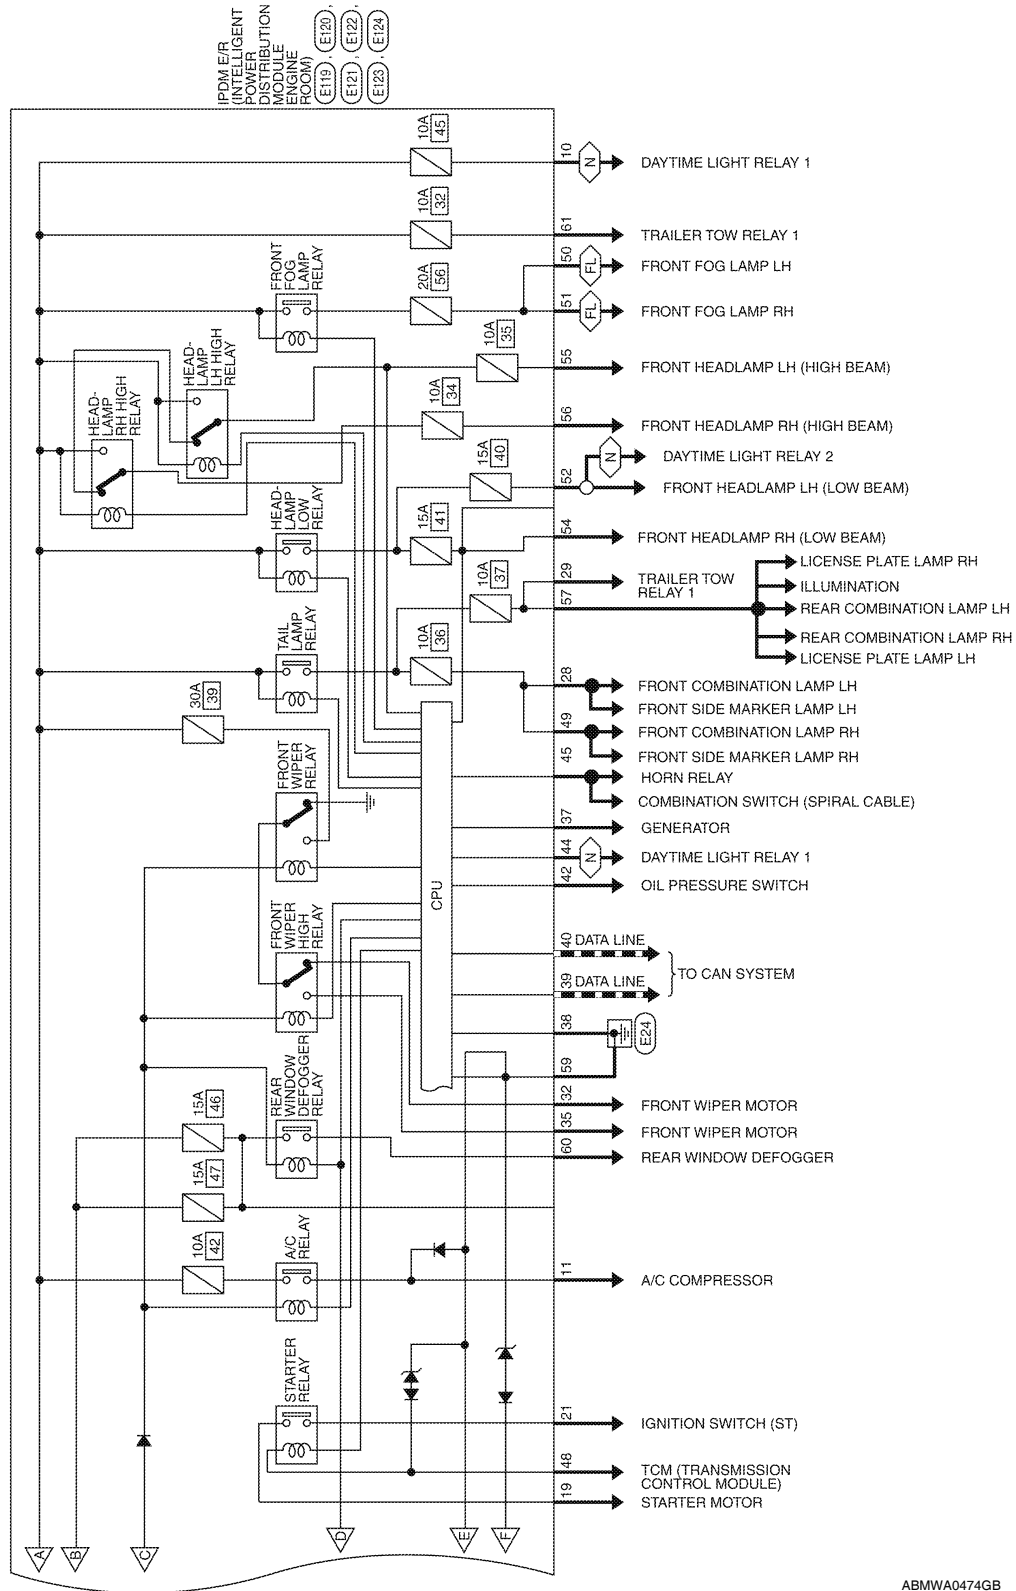 IPDM E/R
(INTELLIGENT
POWER
DISTRIBUTION
MODULE
ENGINE
ROOM)
E119 , E120 ,
E121 , E122 ,
E123 , E124
10A
45
10
N
DAYTIME LIGHT RELAY 1
10A
32
61
TRAILER TOW RELAY 1
FRONT
FOG
LAMP
RELAY
20A
56
50
FL
FRONT FOG LAMP LH
51
FL
FRONT FOG LAMP RH
HEAD-
LAMP
LH HIGH
RELAY
10A
35
55
FRONT HEADLAMP LH (HIGH BEAM)
HEAD-
LAMP
RH HIGH
RELAY
10A
34
56
FRONT HEADLAMP RH (HIGH BEAM)
15A
40
52
N
DAYTIME LIGHT RELAY 2
FRONT HEADLAMP LH (LOW BEAM)
HEAD-
LAMP
LOW
RELAY
15A
41
54
FRONT HEADLAMP RH (LOW BEAM)
10A
37
29
TRAILER TOW
RELAY 1
57
LICENSE PLATE LAMP RH
ILLUMINATION
REAR COMBINATION LAMP LH
REAR COMBINATION LAMP RH
LICENSE PLATE LAMP LH
TAIL
LAMP
RELAY
10A
36
28
FRONT COMBINATION LAMP LH
FRONT SIDE MARKER LAMP LH
30A
39
49
FRONT COMBINATION LAMP RH
FRONT SIDE MARKER LAMP RH
45
HORN RELAY
COMBINATION SWITCH (SPIRAL CABLE)
FRONT
WIPER
RELAY
37
GENERATOR
44
N
DAYTIME LIGHT RELAY 1
42
OIL PRESSURE SWITCH
CPU
FRONT
WIPER
HIGH
RELAY
40
DATA LINE
39
DATA LINE
TO CAN SYSTEM
38
E24
59
REAR
WINDOW
DEFOGGER
RELAY
32
FRONT WIPER MOTOR
35
FRONT WIPER MOTOR
60
REAR WINDOW DEFOGGER
15A
46
15A
47
10A
42
A/C
RELAY
11
A/C COMPRESSOR
STARTER
RELAY
21
IGNITION SWITCH (ST)
48
TCM (TRANSMISSION
CONTROL MODULE)
19
STARTER MOTOR
A
B
C
D
E
F
ABMWA0474GB